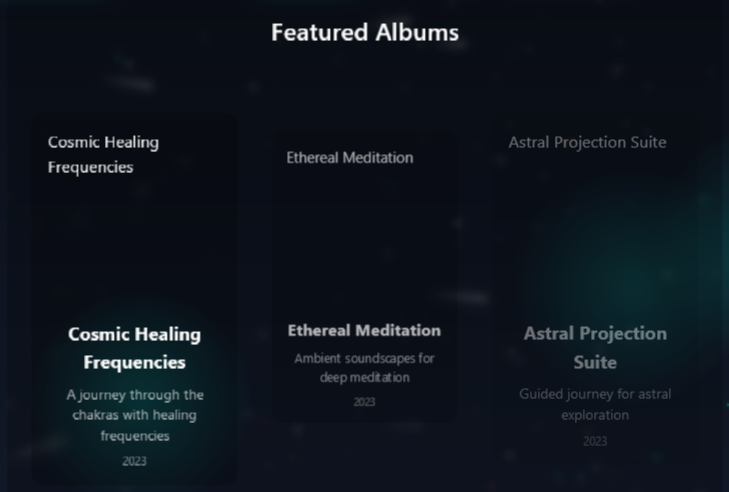 Featured Albums
Cosmic Healing
Frequencies
Cosmic Healing
Frequencies
A journey through the
chakras with healing
frequencies
2023
Ethereal Meditation
Ethereal Meditation
Ambient soundscapes for
deep meditation
2023
Astral Projection Suite
Astral Projection
Suite
Guided journey for astral
exploration
2023